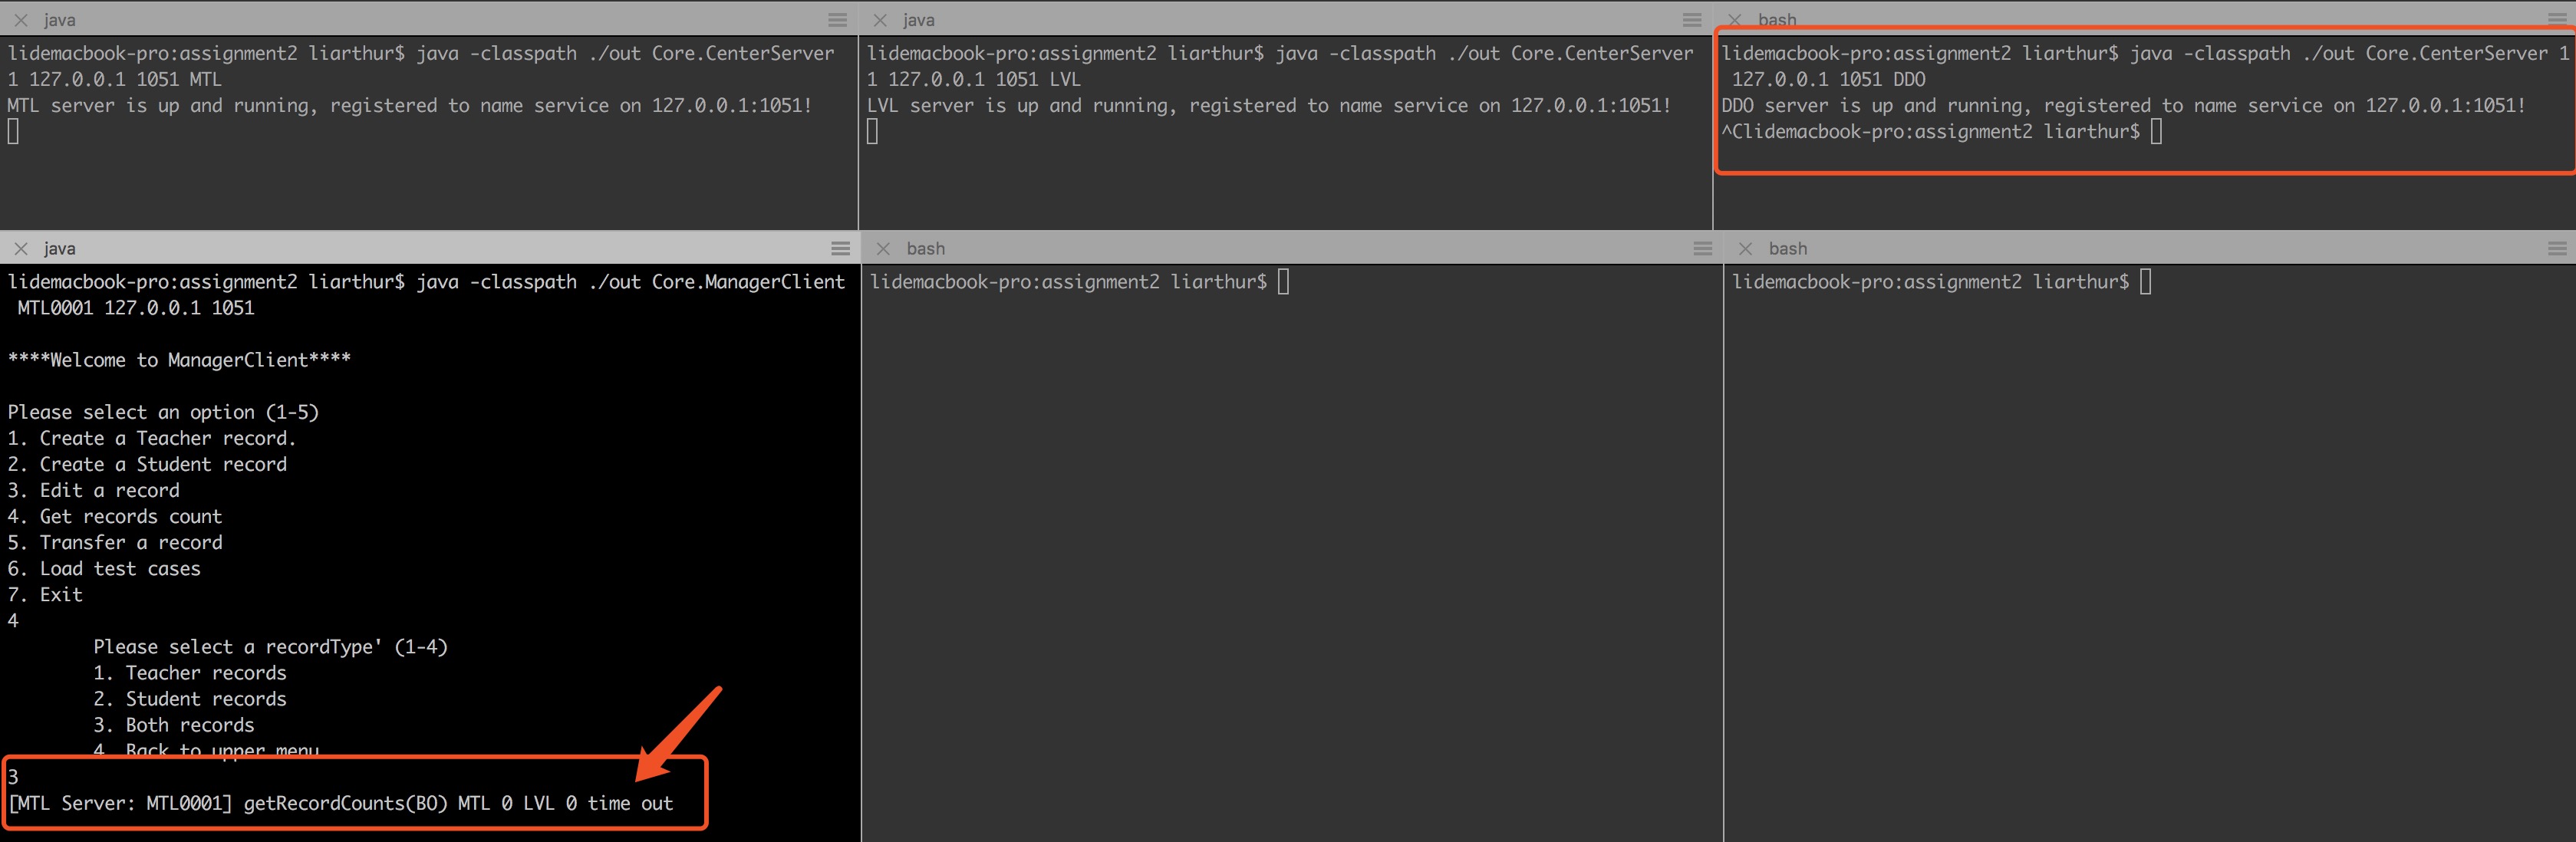 java
lidemacbook-pro:assignment2 liarthur$ java -classpath ./out Core.CenterServer
1 127.0.0.1 1051 MTL
MTL server is up and running, registered to name service on 127.0.0.1:1051!
java
lidemacbook-pro:assignment2 liarthur$ java -classpath ./out Core.CenterServer
1 127.0.0.1 1051 LVL
LVL server is up and running, registered to name service on 127.0.0.1:1051!
bash
lidemacbook-pro:assignment2 liarthur$ java -classpath ./out Core.CenterServer 1
127.0.0.1 1051 DDO
DDO server is up and running, registered to name service on 127.0.0.1:1051!
^Clidemacbook-pro:assignment2 liarthur$
java
lidemacbook-pro:assignment2 liarthur$ java -classpath ./out Core.ManagerClient
MTL0001 127.0.0.1 1051
****Welcome to ManagerClient****
Please select an option (1-5)
1. Create a Teacher record.
2. Create a Student record
3. Edit a record
4. Get records count
5. Transfer a record
6. Load test cases
7. Exit
4
Please select a recordType' (1-4)
1. Teacher records
2. Student records
3. Both records
4. Back to upper menu
3
[MTL Server: MTL0001] getRecordCounts(BO) MTL 0 LVL 0 time out
bash
lidemacbook-pro:assignment2 liarthur$
bash
lidemacbook-pro:assignment2 liarthur$